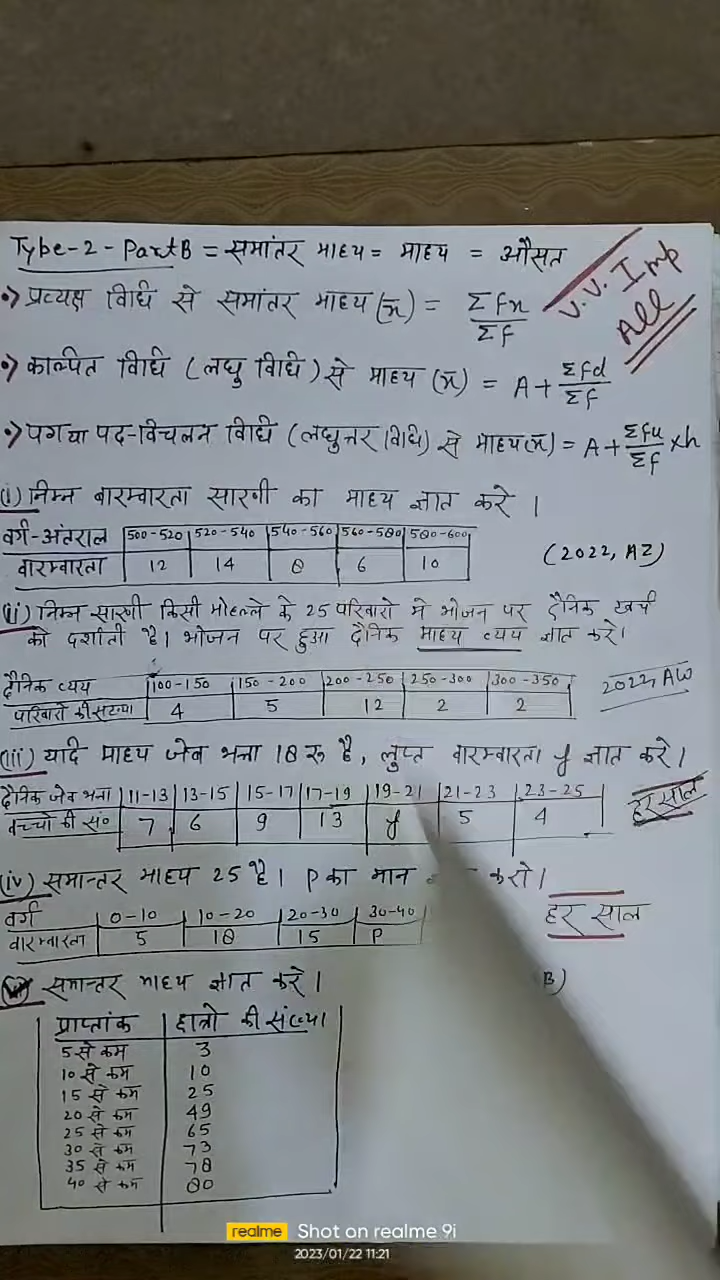 Type-2-Part B = समांतर माध्य = माध्य = औसत
V.V. Imp
All
प्रत्यक्ष विधि से समांतर माध्य (x̄) = Σfx/Σf
काल्पित विधि (लघु विधि) से माध्य (x̄) = A+Σfd/Σf
पग या पद-विचलन विधि (लघुत्तर विधि) से माध्य(x̄) = A+Σfu/Σf×h
(i) निम्न बारम्बारता सारणी का माध्य ज्ञात करे।
वर्ग-अंतराल 500-520 520-540 540-560 560-580 580-600
बारम्बारता 12 14 8 6 10
(2022, AZ)
(ii) निम्न सारणी किसी मोहल्ले के 25 परिवारो मे भोजन पर दैनिक खर्च
को दर्शाती है। भोजन पर हुआ दैनिक माध्य व्यय ज्ञात करे।
दैनिक व्यय 100-150 150-200 200-250 250-300 300-350
परिवारो की संख्या 4 5 12 2 2
2022, AW
(iii) यदि माध्य जेब भत्ता 18 रु है, लुप्त बारम्बारता f ज्ञात करे।
दैनिक जेब भत्ता 11-13 13-15 15-17 17-19 19-21 21-23 23-25
बच्चो की सं० 7 6 9 13 f 5 4
हर साल
(iv) समान्तर माध्य 25 है। P का मान करो।
वर्ग 0-10 10-20 20-30 30-40
बारम्बारता 5 18 15 P
हर साल
समान्तर माध्य ज्ञात करे। B)
प्राप्तांक छात्रो की संख्या
5 से कम 3
10 से कम 10
15 से कम 25
20 से कम 49
25 से कम 65
30 से कम 73
35 से कम 78
40 से कम 80
realme Shot on realme 9i
2023/01/22 11:21